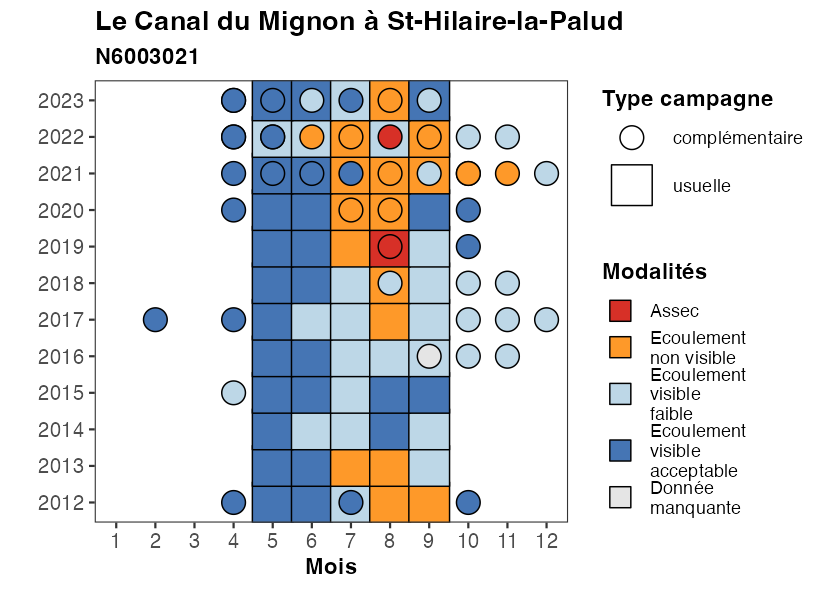 Le Canal du Mignon à St-Hilaire-la-Palud
N6003021
2023
2022
2021
2020
2019
2018
2017
2016
2015
2014
2013
2012
1 2 3 4 5 6 7 8 9 10 11 12
Mois
Type campagne
complémentaire
usuelle
Modalités
Assec
Ecoulement
non visible
Ecoulement
visible
faible
Ecoulement
visible
acceptable
Donnée
manquante